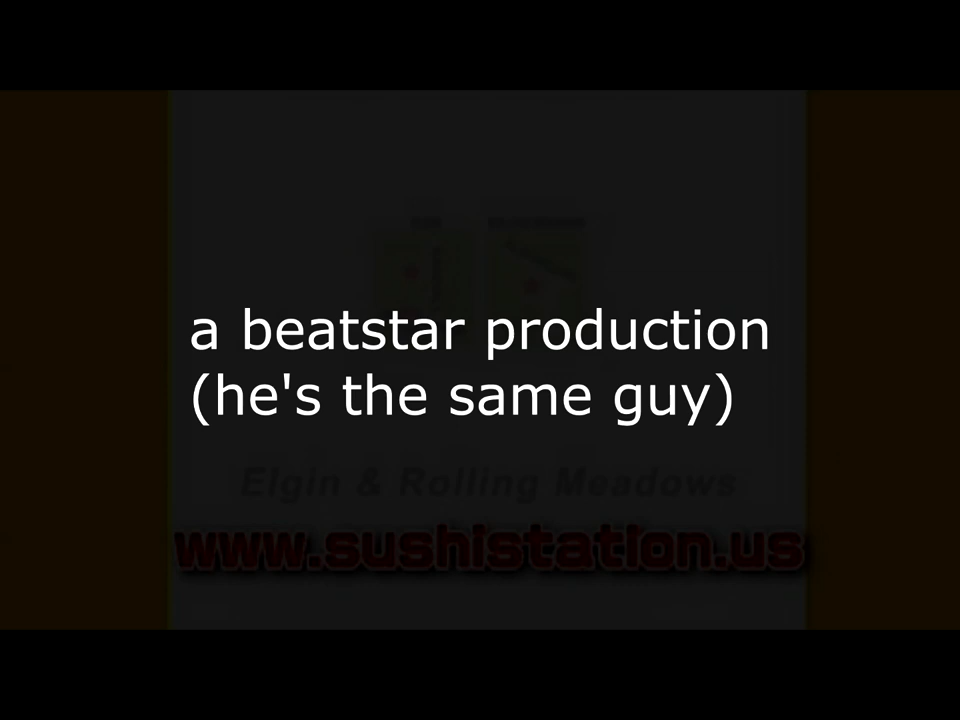 a beatstar production
(he's the same guy)
Elgin & Rolling Meadows
www.sushistation.us